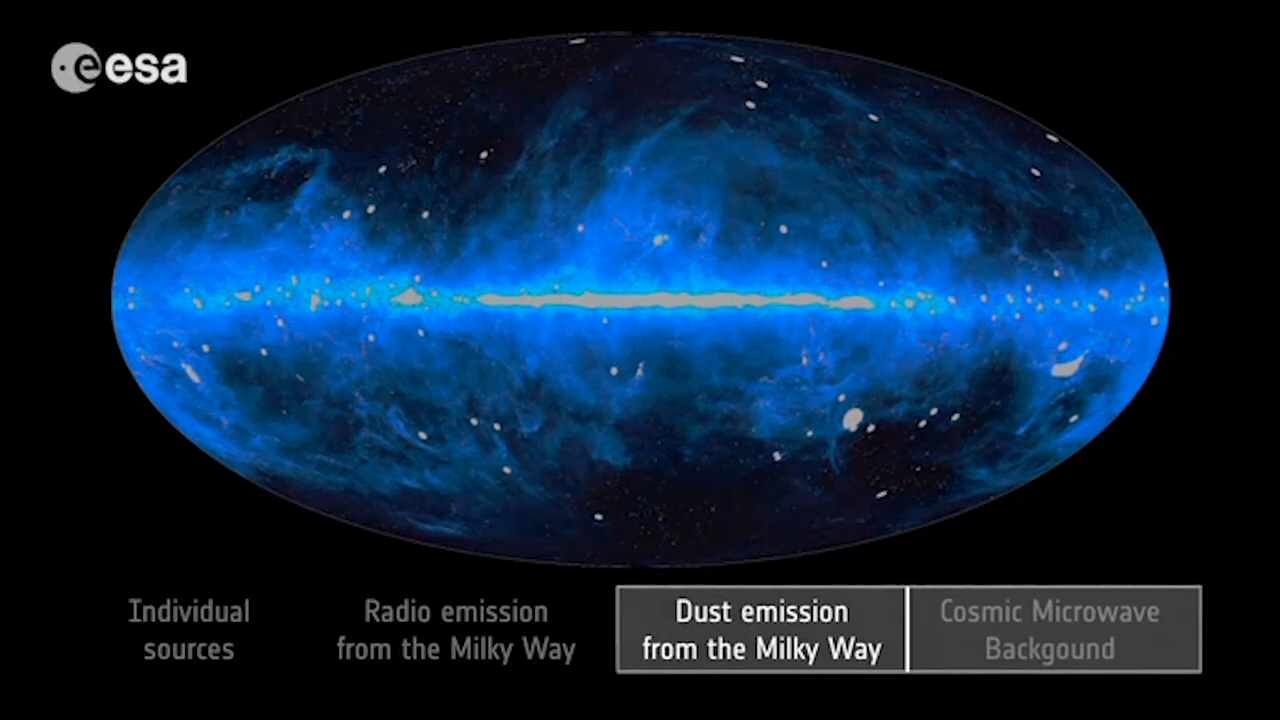 esa
Individual
sources
Radio emission
from the Milky Way
Dust emission
from the Milky Way
Cosmic Microwave
Backgound